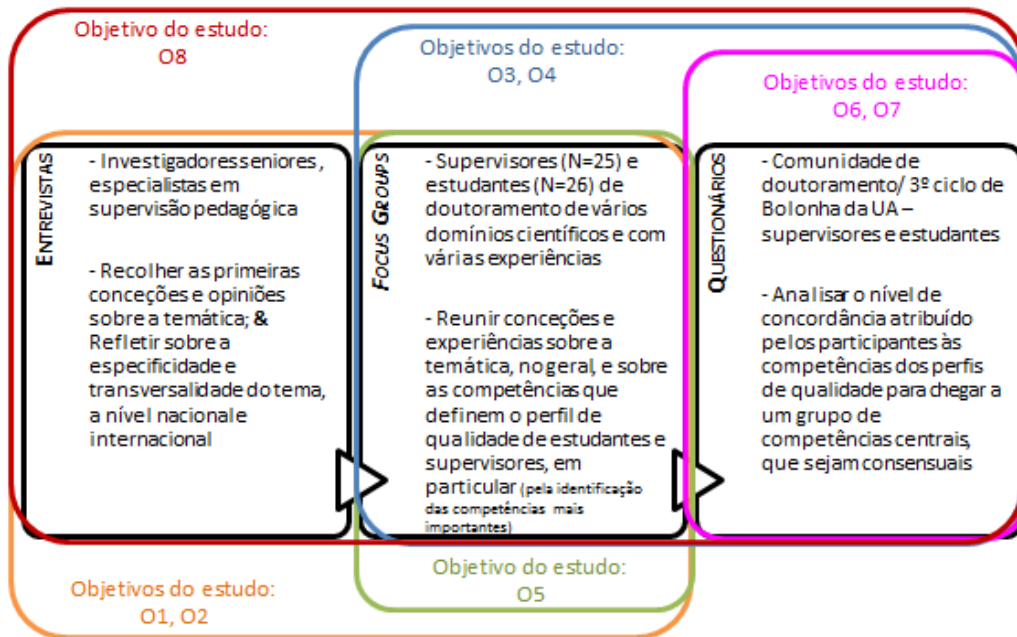 Objetivo do estudo:
O8
Objetivos do estudo:
O3, O4
Objetivos do estudo:
O6, O7
ENTREVISTAS
- Investigadores seniores,
especialistas em
supervisão pedagógica
- Recolher as primeiras
conceções e opiniões
sobre a temática; &
Refletir sobre a
especificidade e
transversalidade do tema,
a nível nacional e
internacional
FOCUS GROUPS
- Supervisores (N=25) e
estudantes (N=26) de
doutoramento de vários
domínios científicos e com
várias experiências
- Reunir conceções e
experiências sobre a
temática, no geral, e sobre
as competências que
definem o perfil de
qualidade de estudantes e
supervisores, em
particular (pela identificação
das competências mais
importantes)
QUESTIONÁRIOS
- Comunidade de
doutoramento/ 3º ciclo de
Bolonha da UA –
supervisores e estudantes
- Analisar o nível de
concordância atribuído
pelos participantes às
competências dos perfis
de qualidade para chegar a
um grupo de
competências centrais,
que sejam consensuais
Objetivos do estudo:
O1, O2
Objetivo do estudo:
O5